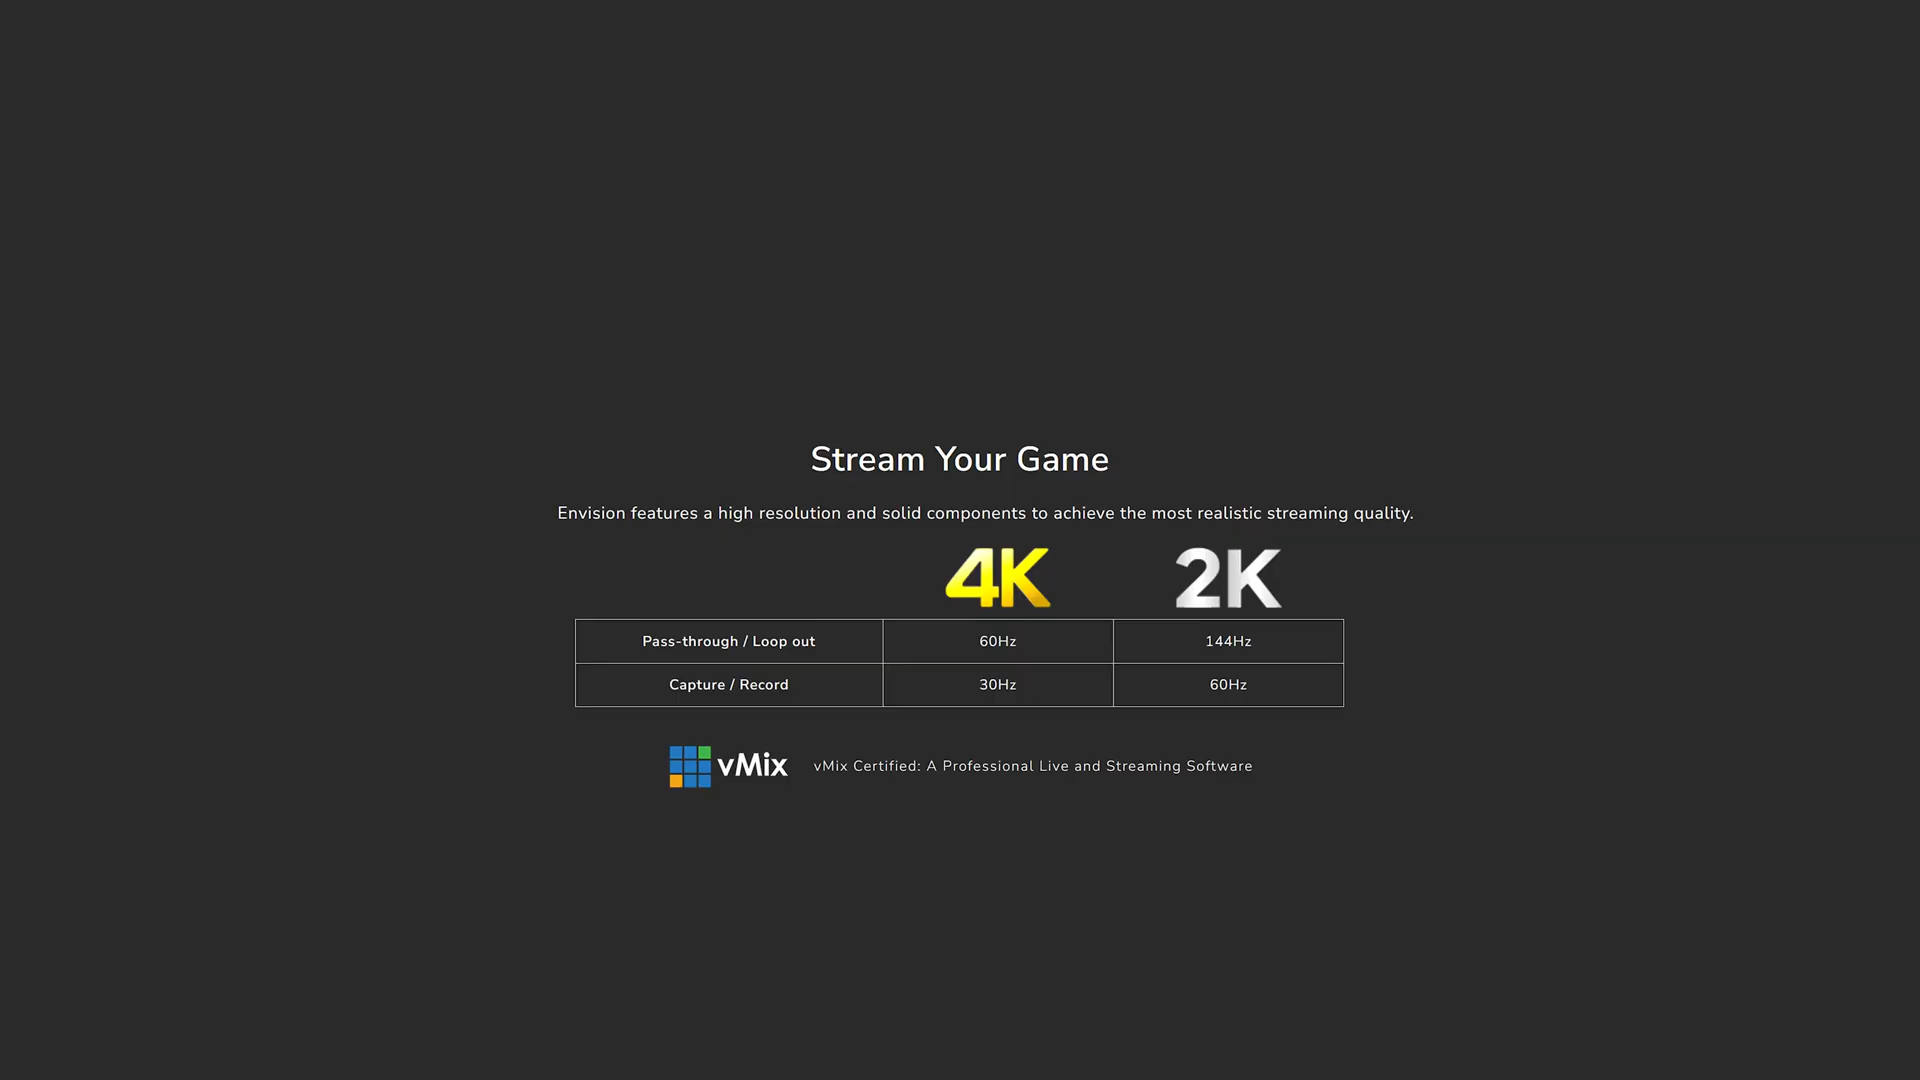 Stream Your Game
Envision features a high resolution and solid components to achieve the most realistic streaming quality.
4K 2K
Pass-through / Loop out 60Hz 144Hz
Capture / Record 30Hz 60Hz
vMix vMix Certified: A Professional Live and Streaming Software